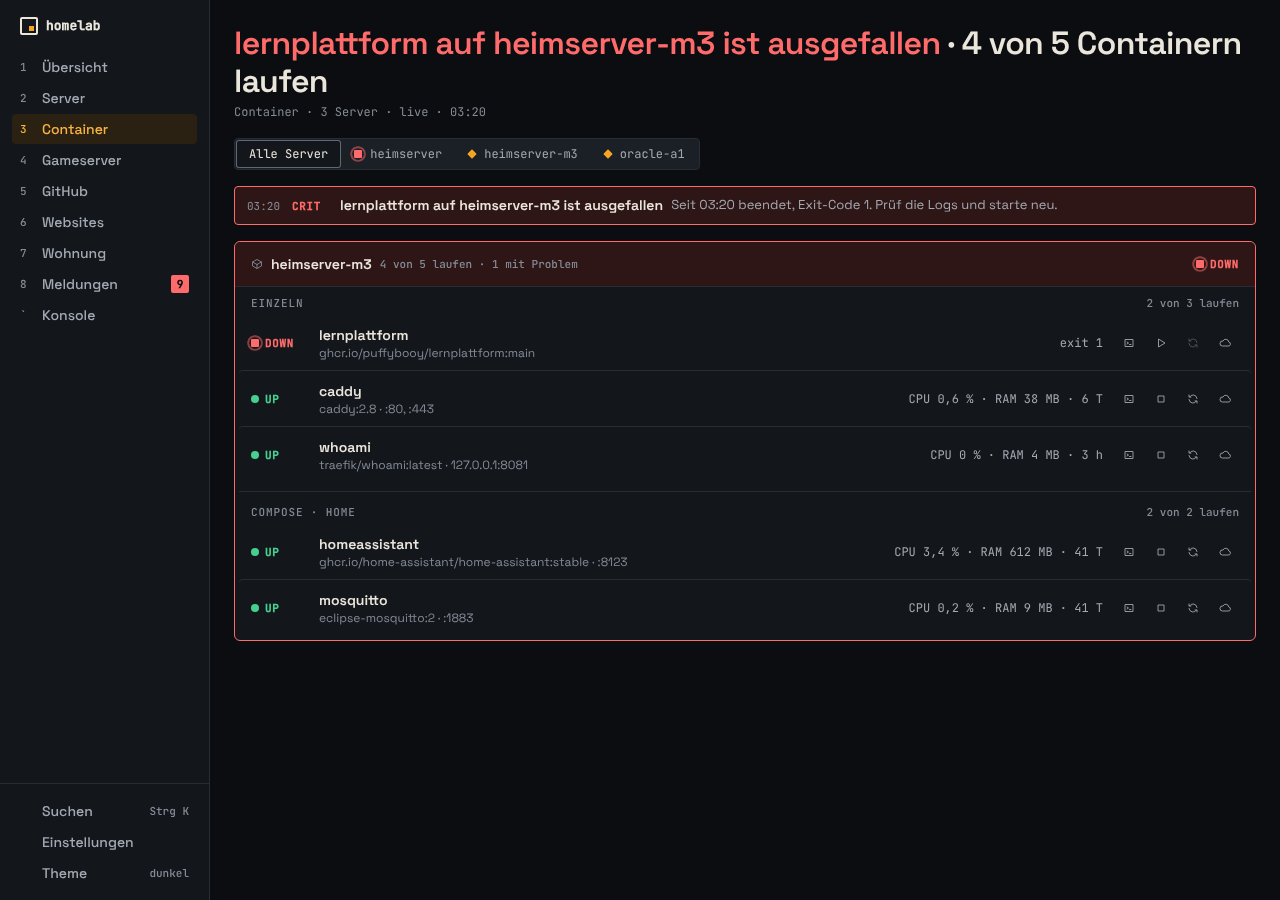 homelab
1 Übersicht
2 Server
3 Container
4 Gameserver
5 GitHub
6 Websites
7 Wohnung
8 Meldungen 9
` Konsole
Suchen Strg K
Einstellungen
Theme dunkel
lernplattform auf heimserver-m3 ist ausgefallen · 4 von 5 Containern
laufen
Container · 3 Server · live · 03:20
Alle Server heimserver heimserver-m3 oracle-a1
03:20 CRIT lernplattform auf heimserver-m3 ist ausgefallen Seit 03:20 beendet, Exit-Code 1. Prüf die Logs und starte neu.
heimserver-m3 4 von 5 laufen · 1 mit Problem DOWN
EINZELN 2 von 3 laufen
DOWN lernplattform exit 1
ghcr.io/puffybooy/lernplattform:main
UP caddy CPU 0,6 % · RAM 38 MB · 6 T
caddy:2.8 · :80, :443
UP whoami CPU 0 % · RAM 4 MB · 3 h
traefik/whoami:latest · 127.0.0.1:8081
COMPOSE · HOME 2 von 2 laufen
UP homeassistant CPU 3,4 % · RAM 612 MB · 41 T
ghcr.io/home-assistant/home-assistant:stable · :8123
UP mosquitto CPU 0,2 % · RAM 9 MB · 41 T
eclipse-mosquitto:2 · :1883